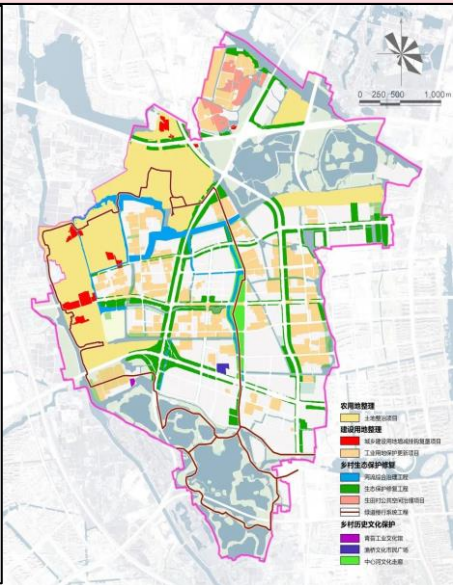 0 250 500 1,000m
农用地整理
土地整治项目
建设用地整理
城乡建设用地增减挂钩复垦项目
工业用地保护更新项目
乡村生态保护修复
河流综合治理工程
生态保护修复工程
生田村公共空间治理项目
绿道慢行系统工程
乡村历史文化保护
青苔工业文化馆
渔桥文化市民广场
中心河文化走廊